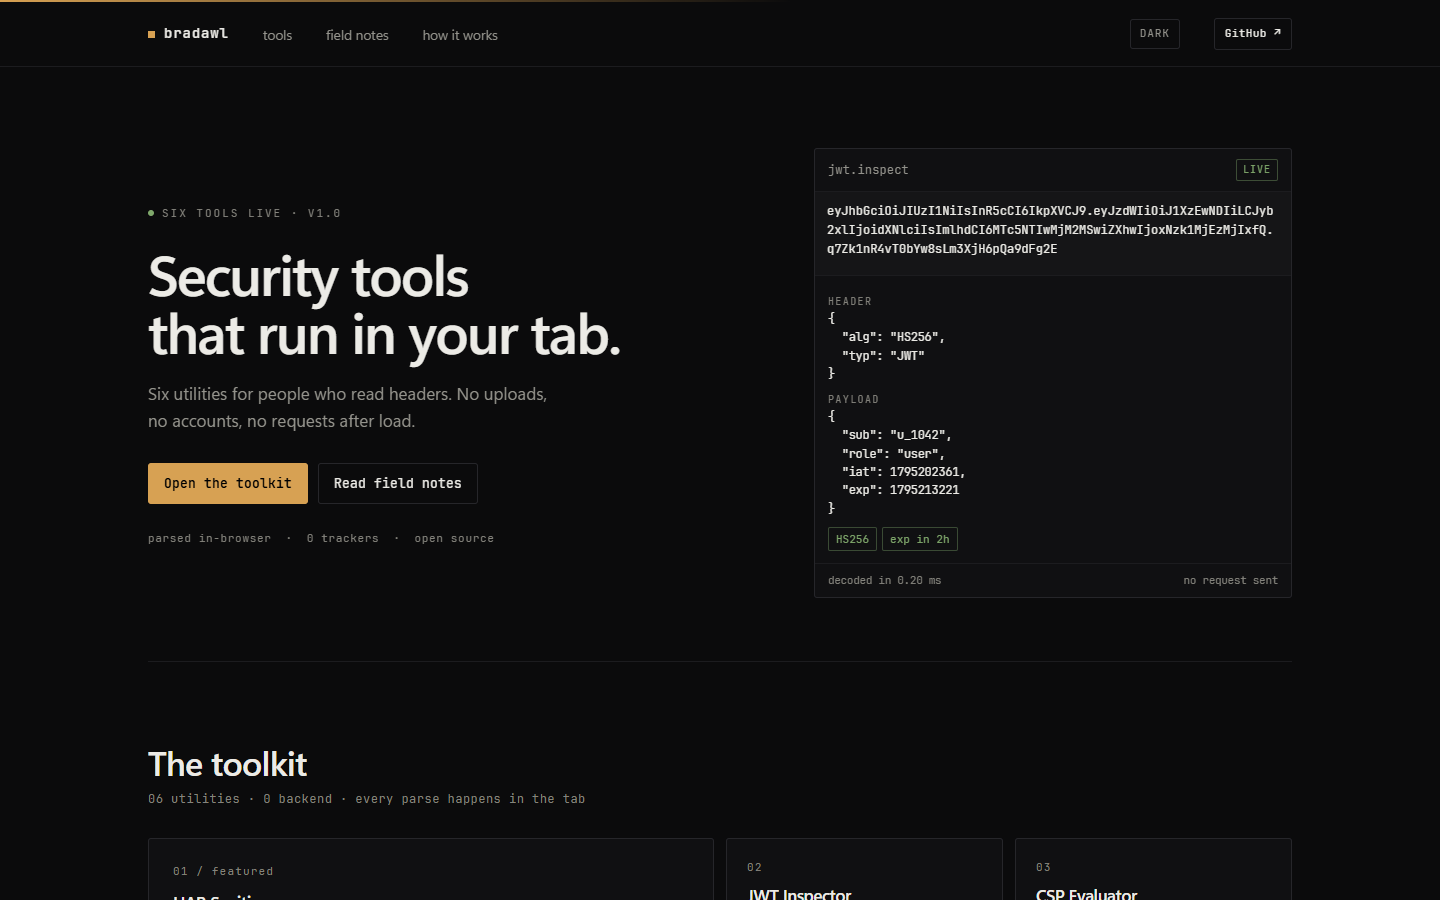 bradawl
tools
field notes
how it works
DARK
GitHub ↗
SIX TOOLS LIVE · V1.0
Security tools
that run in your tab.
Six utilities for people who read headers. No uploads,
no accounts, no requests after load.
Open the toolkit
Read field notes
parsed in-browser · 0 trackers · open source
jwt.inspect
LIVE
eyJhbGciOiJIUzI1NiIsInR5cCI6IkpXVCJ9.eyJzdWIiOiJ1XzEwNDIiLCJyb
2xlIjoidXNlciIsImlhdCI6MTc5NTIwMjM2MSwiZXhwIjoxNzk1MjEzMjIxfQ.
q7Zk1nR4vT0bYw8sLm3XjH6pQa9dFg2E
HEADER
{
"alg": "HS256",
"typ": "JWT"
}
PAYLOAD
{
"sub": "u_1042",
"role": "user",
"iat": 1795202361,
"exp": 1795213221
}
HS256
exp in 2h
decoded in 0.20 ms
no request sent
The toolkit
06 utilities · 0 backend · every parse happens in the tab
01 / featured
02
JWT Inspector
03
CSP Evaluator